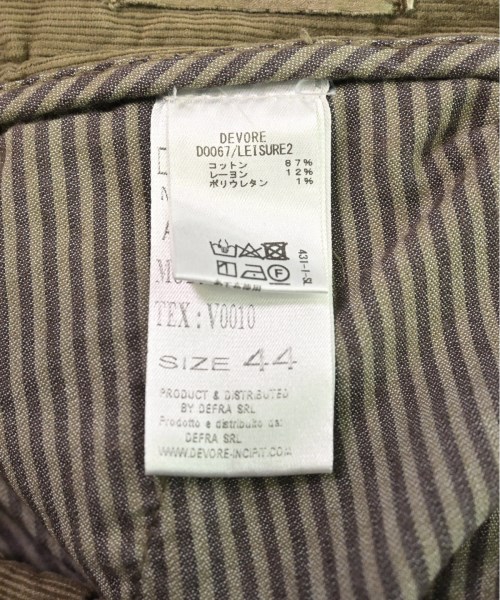 DEVORE
D0067/LEISURE2
コットン 87%
レーヨン 12%
ポリウレタン 1%
431-I-SL
TEX: V0010
SIZE 44
PRODUCT & DISTRIBUTED
BY DEFRA SRL
Prodotto e distribuito da:
DEFRA SRL
WWW.DEVORE-INCIPIT.COM